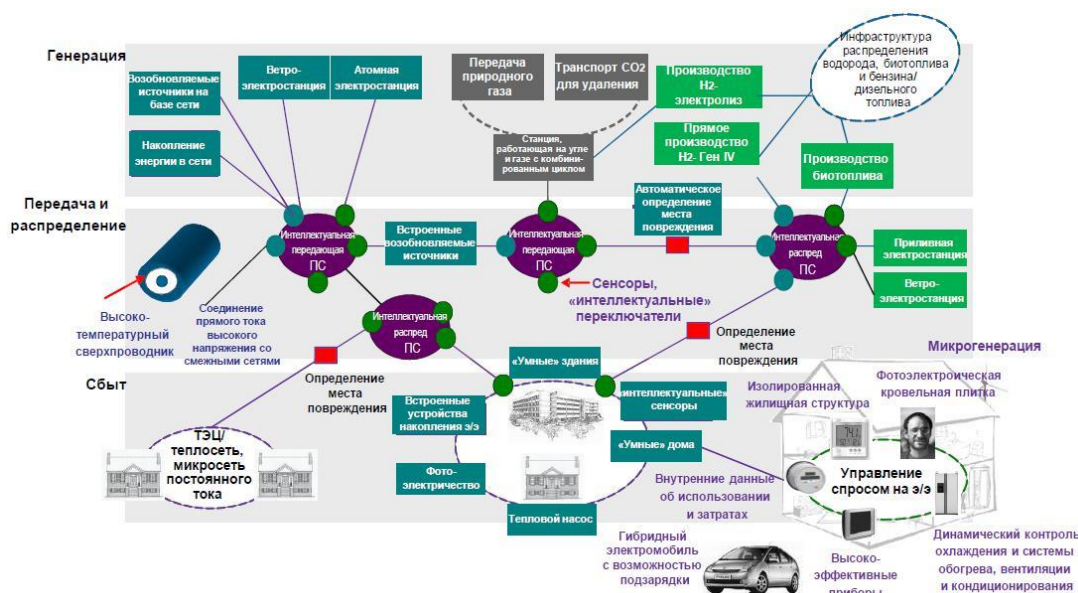 Генерация
Возобновляемые
источники на
базе сети
Ветро-
электростанция
Атомная
электростанция
Передача
природного
газа
Транспорт CO2
для удаления
Производство
H2-
электролиз
Инфраструктура
распределения
водорода, биотоплива
и бензина/
дизельного
топлива
Накопление
энергии в сети
Станция,
работающая на угле
и газе с комбини-
рованным циклом
Прямое
производство
H2- Ген IV
Производство
биотоплива
Передача и
распределение
Интеллектуальная
передающая
ПС
Встроенные
возобновляемые
источники
Интеллектуальная
передающая
ПС
Автоматическое
определение
места
повреждения
Интеллектуальная
распред
ПС
Приливная
электростанция
Ветро-
электростанция
Сенсоры,
«интеллектуальные»
переключатели
Высоко-
температурный
сверхпроводник
Соединение
прямого тока
высокого
напряжения со
смежными сетями
Интеллектуальная
распред
ПС
Определение
места
повреждения
Определение
места
повреждения
Сбыт
«Умные» здания
Встроенные
устройства
накопления э/э
«интеллектуальные»
сенсоры
«Умные» дома
Фото-
электричество
Тепловой насос
ТЭЦ/
теплосеть,
микросеть
постоянного
тока
Микрогенерация
Изолированная
жилищная структура
Фотоэлектроическая
кровельная плитка
Управление
спросом на э/э
Внутренние данные
об использовании
и затратах
Гибридный
электромобиль
с возможностью
подзарядки
Высоко-
эффективные
приборы
Динамический контроль
охлаждения и системы
обогрева, вентиляции
и кондиционирования